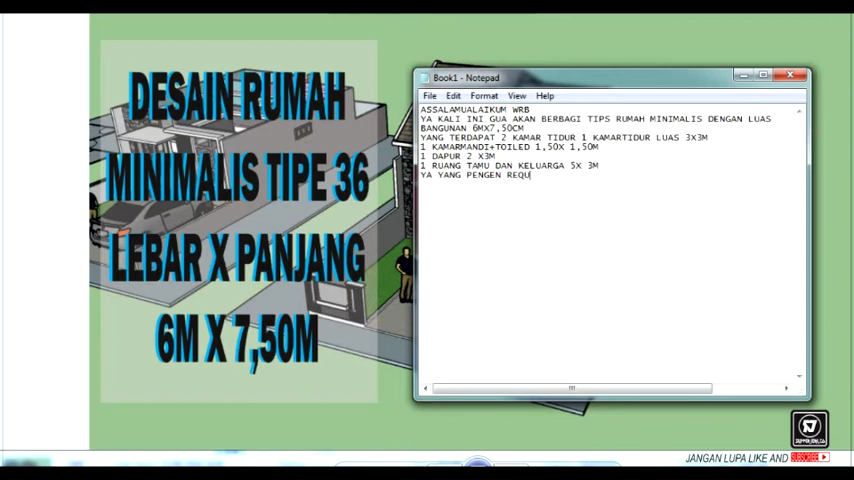 DESAIN RUMAH
MINIMALIS TIPE 36
LEBAR X PANJANG
6M X 7,50M
Book1 - Notepad
File Edit Format View Help
ASSALAMUALAIKUM WRB
YA KALI INI GUA AKAN BERBAGI TIPS RUMAH MINIMALIS DENGAN LUAS
BANGUNAN 6MX7,50CM
YANG TERDAPAT 2 KAMAR TIDUR 1 KAMARTIDUR LUAS 3X3M
1 KAMARMANDI+TOILED 1,50X 1,50M
1 DAPUR 2 X3M
1 RUANG TAMU DAN KELUARGA 5X 3M
YA YANG PENGEN REQU
JANGAN LUPA LIKE AND SUBSCRIBE